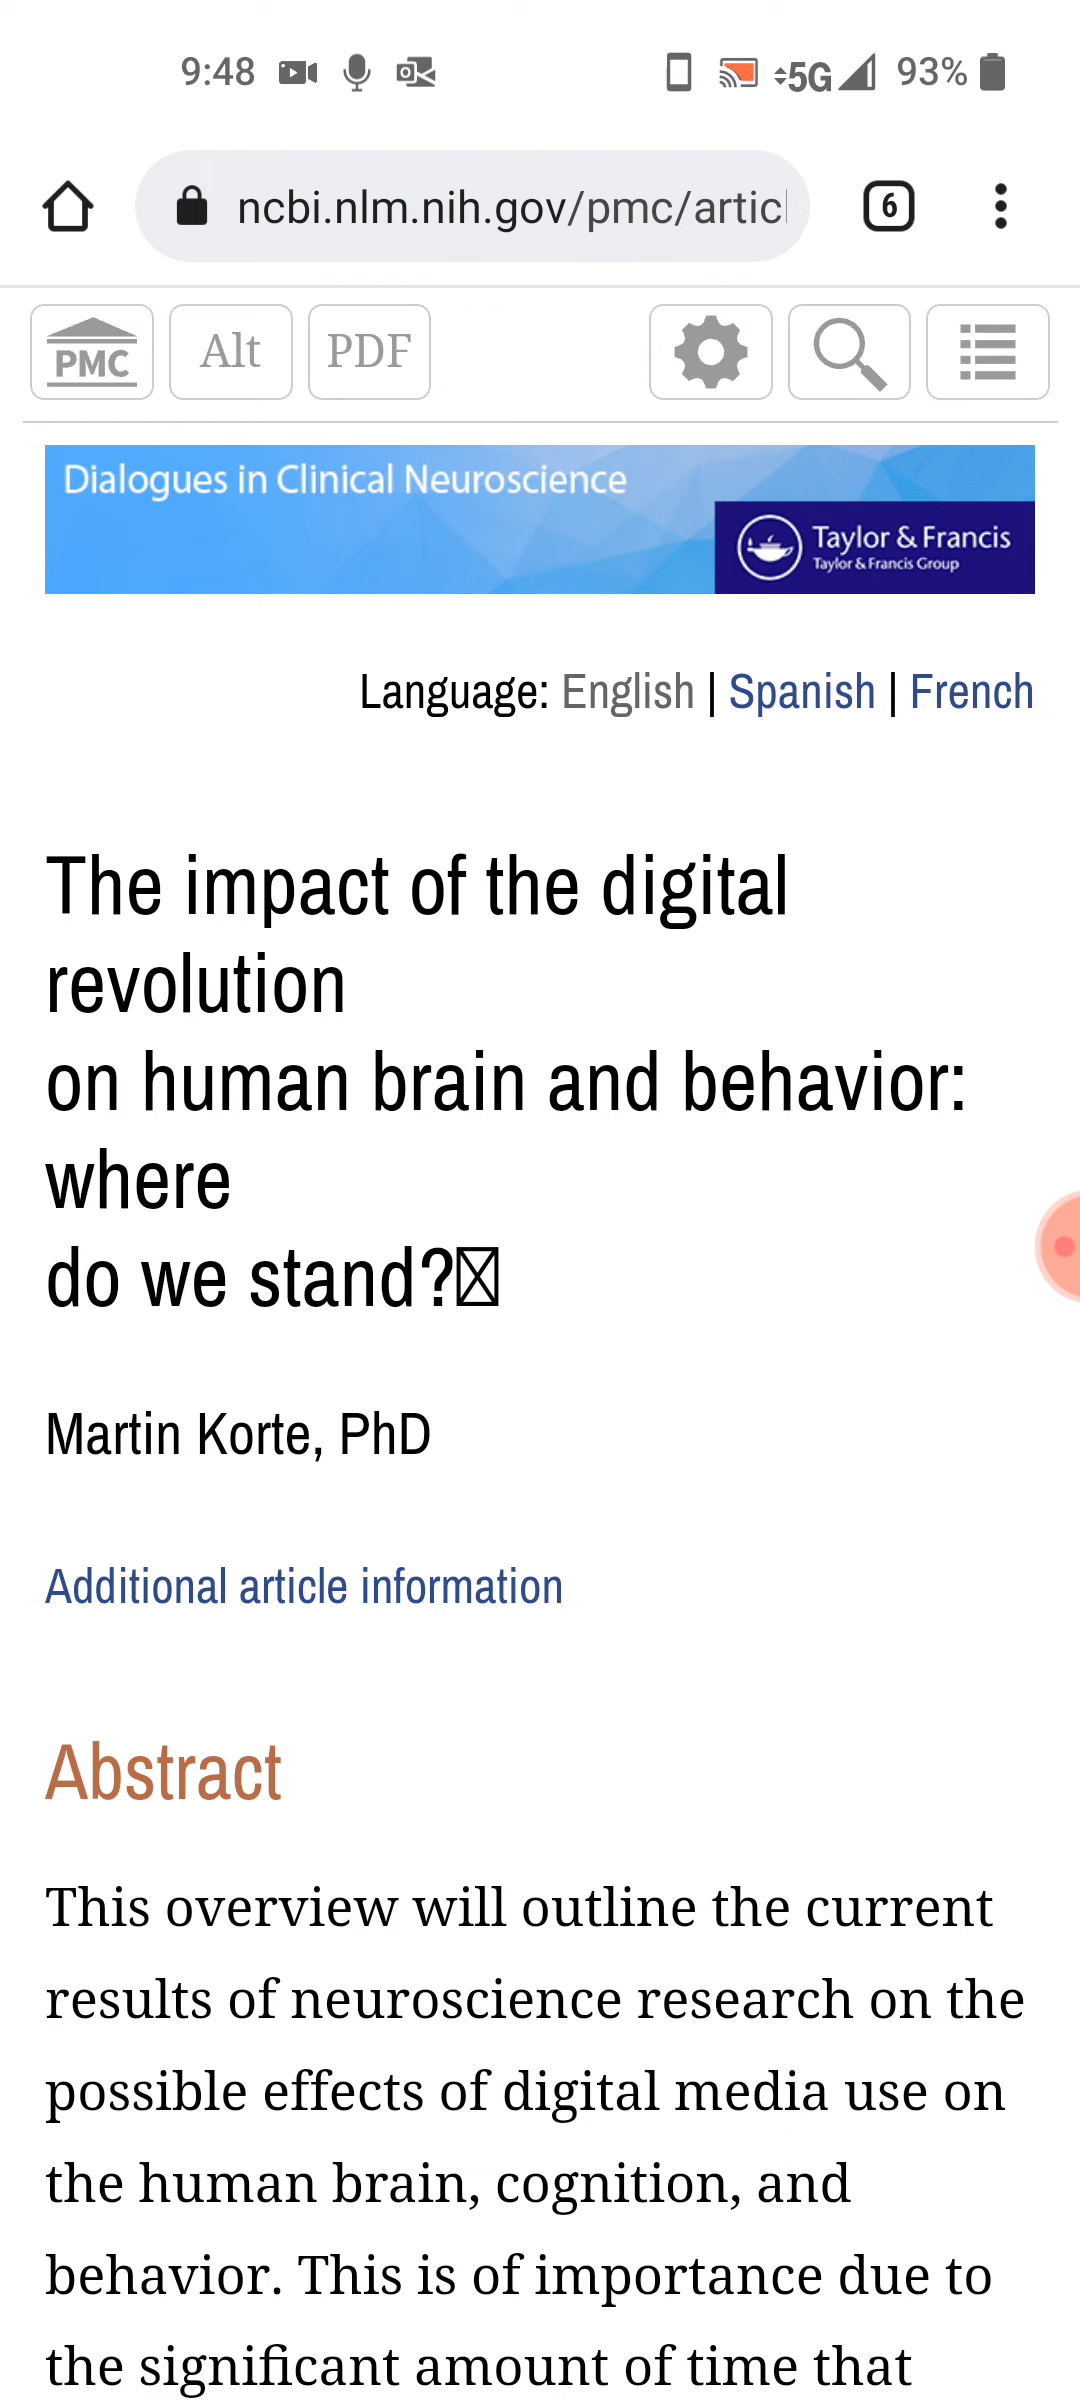 9:48
5G 93%
ncbi.nlm.nih.gov/pmc/artic
6
PMC Alt PDF
Dialogues in Clinical Neuroscience
Taylor & Francis
Taylor & Francis Group
Language: English | Spanish | French
The impact of the digital
revolution
on human brain and behavior:
where
do we stand?
Martin Korte, PhD
Additional article information
Abstract
This overview will outline the current
results of neuroscience research on the
possible effects of digital media use on
the human brain, cognition, and
behavior. This is of importance due to
the significant amount of time that